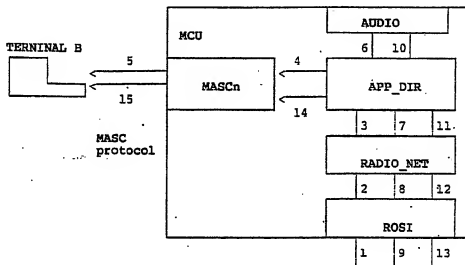 AUDIO
MCU
6 10
TERNINAL B
5
4
MASCn
APP_DIR
15
14
3 7 11
MASC
protocol
RADIO_NET
2 8 12
ROSI
1 9 13